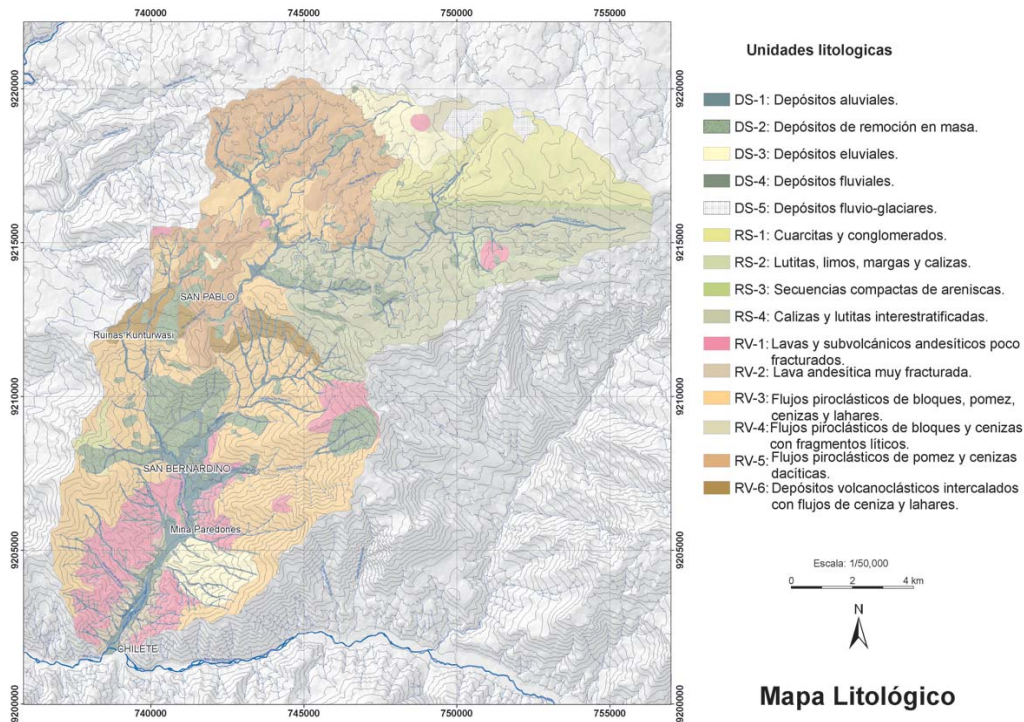 740000
745000
750000
755000
9220000
9215000
9210000
9205000
9200000
9220000
9215000
9210000
9205000
9200000
SAN PABLO
Ruinas Kunturwasi
SAN BERNARDINO
Mina Paredones
CHILETE
740000
745000
750000
755000
Unidades litologicas
DS-1: Depósitos aluviales.
DS-2: Depósitos de remoción en masa.
DS-3: Depósitos eluviales.
DS-4: Depósitos fluviales.
DS-5: Depósitos fluvio-glaciares.
RS-1: Cuarcitas y conglomerados.
RS-2: Lutitas, limos, margas y calizas.
RS-3: Secuencias compactas de areniscas.
RS-4: Calizas y lutitas interestratificadas.
RV-1: Lavas y subvolcánicos andesíticos poco
fracturados.
RV-2: Lava andesítica muy fracturada.
RV-3: Flujos piroclásticos de bloques, pomez,
cenizas y lahares.
RV-4: Flujos piroclásticos de bloques y cenizas
con fragmentos líticos.
RV-5: Flujos piroclásticos de pomez y cenizas
dacíticas.
RV-6: Depósitos volcanoclásticos intercalados
con flujos de ceniza y lahares.
Escala: 1/50,000
0 2 4 km
N
Mapa Litológico